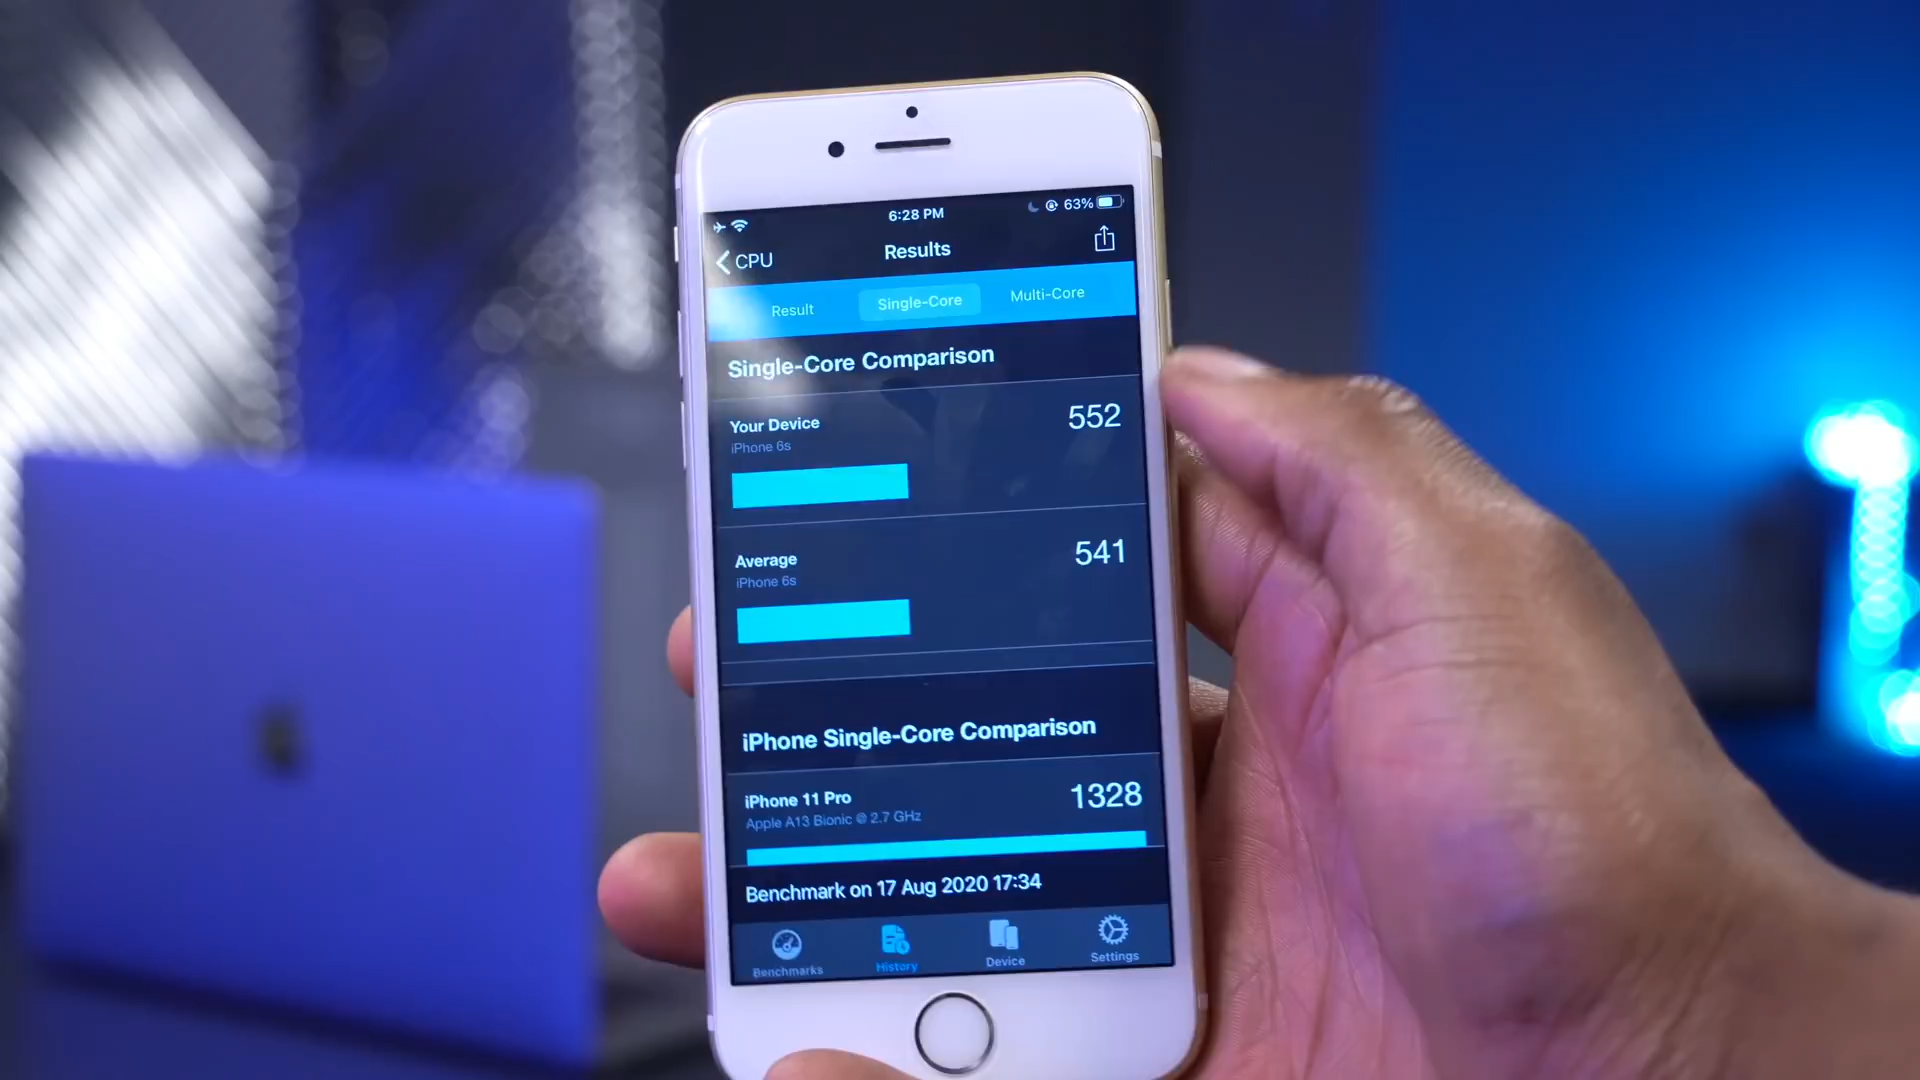 6:28 PM
63%
CPU
Results
Result
Single-Core
Multi-Core
Single-Core Comparison
Your Device
552
iPhone 6s
Average
541
iPhone 6s
iPhone Single-Core Comparison
iPhone 11 Pro
1328
Apple A13 Bionic @ 2.7 GHz
Benchmark on 17 Aug 2020 17:34
Benchmarks
History
Device
Settings